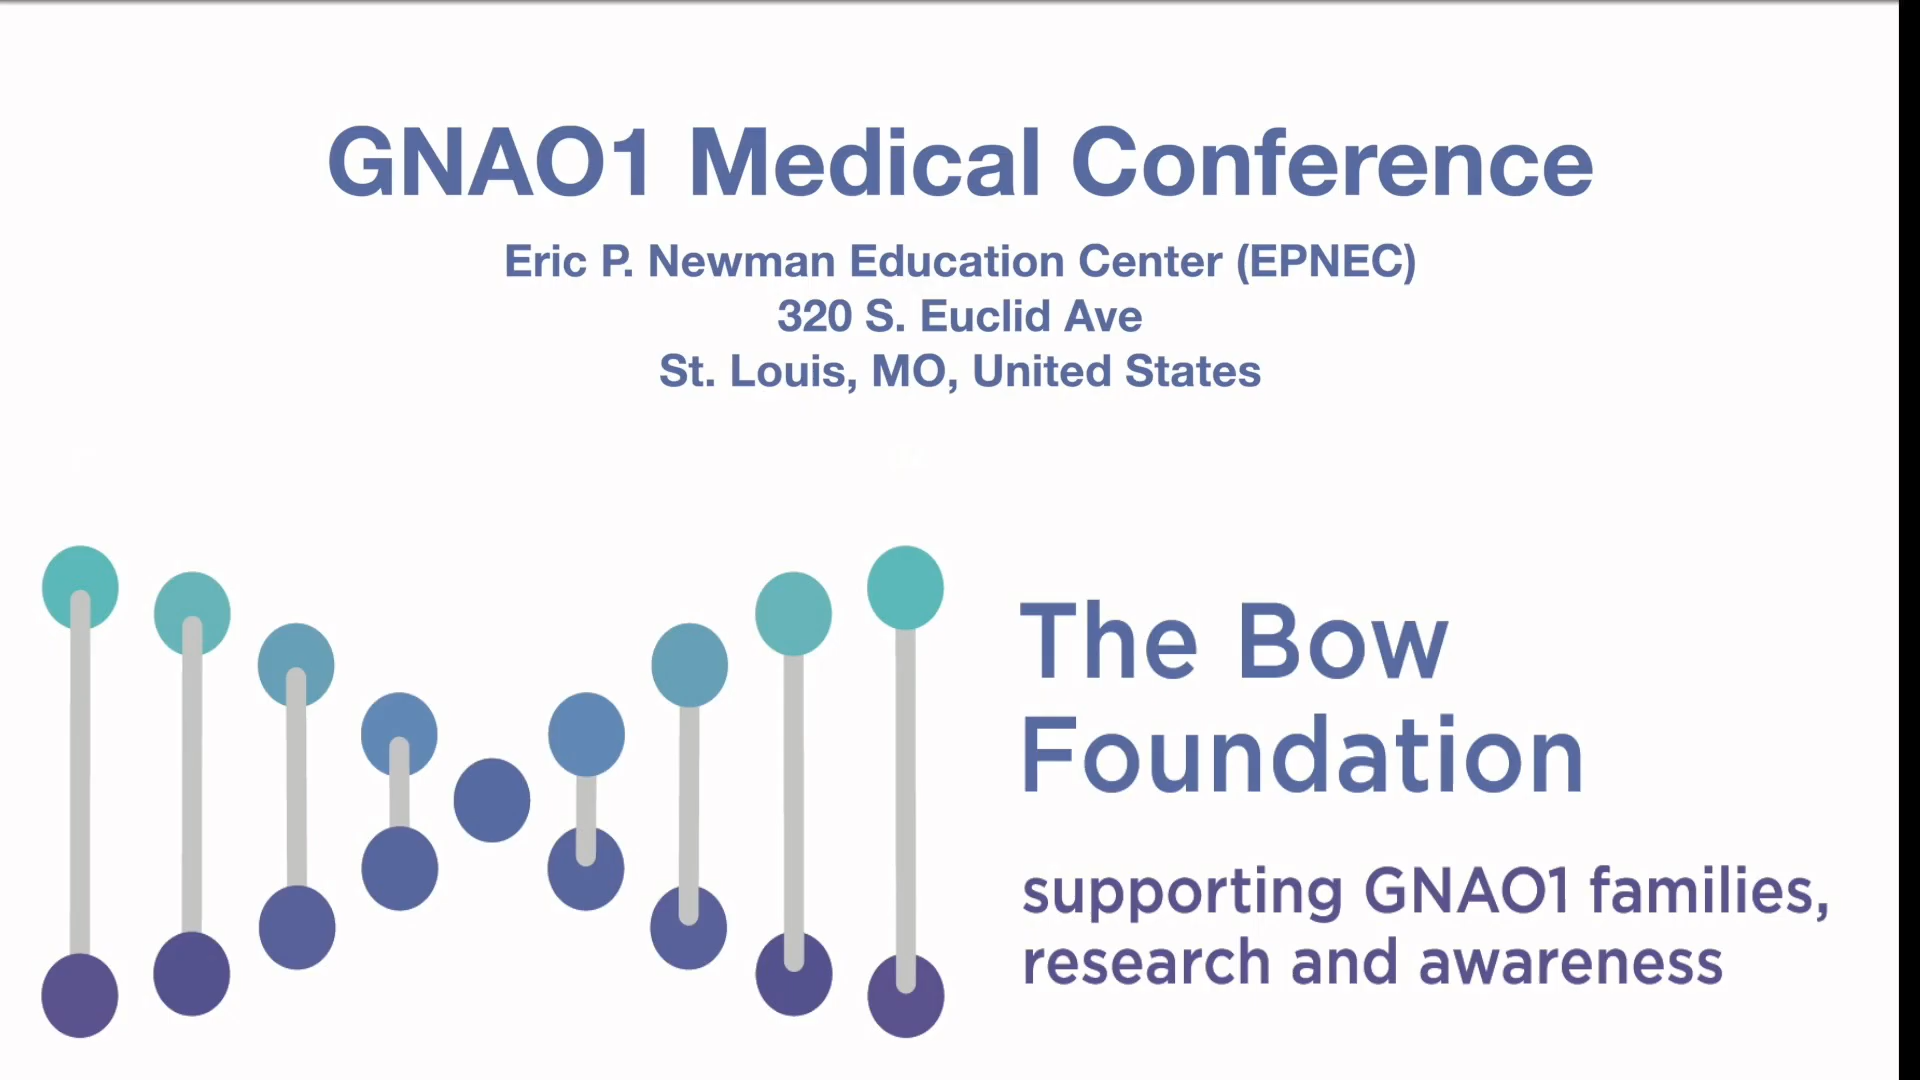 GNAO1 Medical Conference
Eric P. Newman Education Center (EPNEC)
320 S. Euclid Ave
St. Louis, MO, United States
The Bow
Foundation
supporting GNAO1 families,
research and awareness